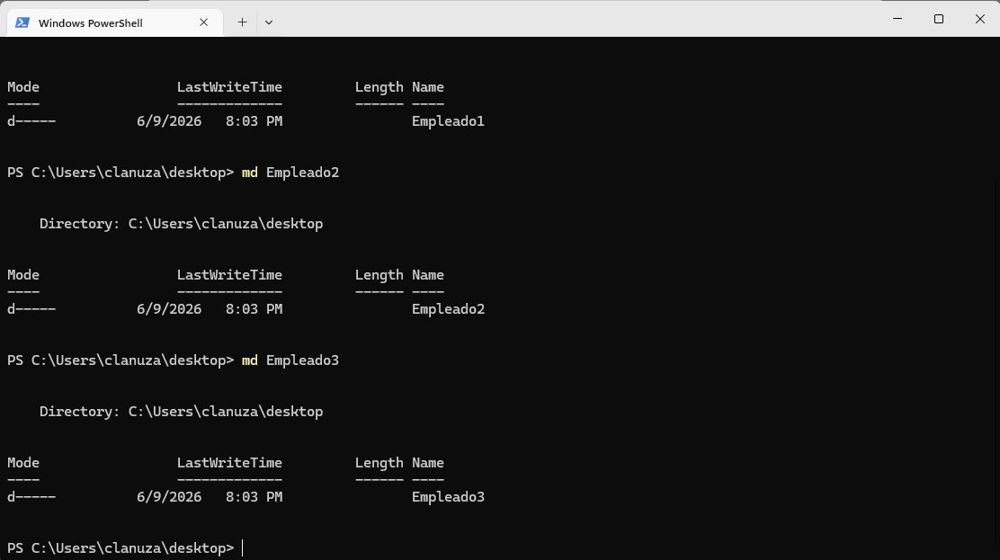 Windows PowerShell
Mode                 LastWriteTime         Length Name
----                 -------------         ------ ----
d-----          6/9/2026   8:03 PM                Empleado1
PS C:\Users\clanuza\desktop> md Empleado2
    Directory: C:\Users\clanuza\desktop
Mode                 LastWriteTime         Length Name
----                 -------------         ------ ----
d-----          6/9/2026   8:03 PM                Empleado2
PS C:\Users\clanuza\desktop> md Empleado3
    Directory: C:\Users\clanuza\desktop
Mode                 LastWriteTime         Length Name
----                 -------------         ------ ----
d-----          6/9/2026   8:03 PM                Empleado3
PS C:\Users\clanuza\desktop>